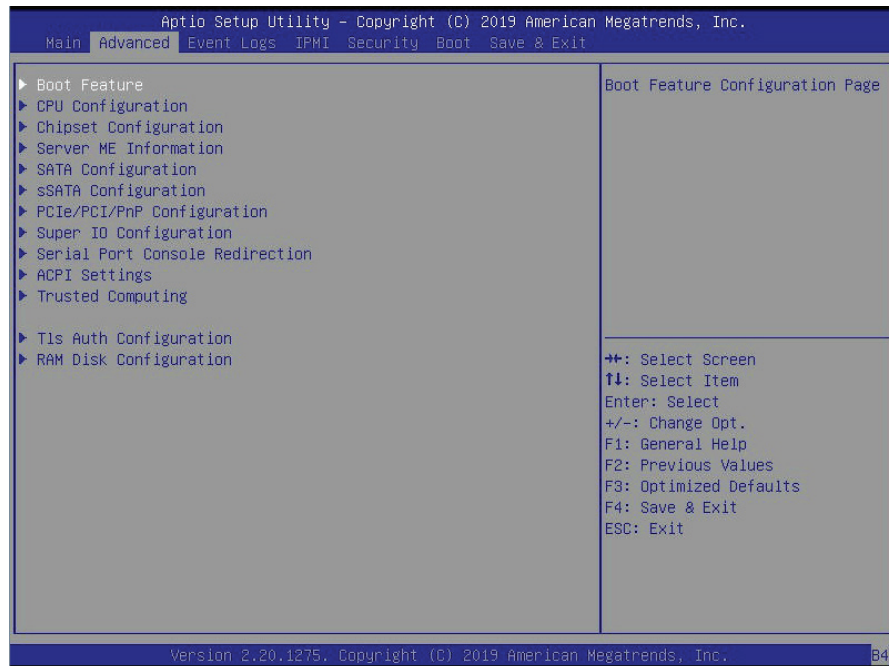 Aptio Setup Utility – Copyright (C) 2019 American Megatrends, Inc.
Main Advanced Event Logs IPMI Security Boot Save & Exit
▶ Boot Feature
▶ CPU Configuration
▶ Chipset Configuration
▶ Server ME Information
▶ SATA Configuration
▶ sSATA Configuration
▶ PCIe/PCI/PnP Configuration
▶ Super IO Configuration
▶ Serial Port Console Redirection
▶ ACPI Settings
▶ Trusted Computing
▶ Tls Auth Configuration
▶ RAM Disk Configuration
Boot Feature Configuration Page
→←: Select Screen
↑↓: Select Item
Enter: Select
+/-: Change Opt.
F1: General Help
F2: Previous Values
F3: Optimized Defaults
F4: Save & Exit
ESC: Exit
Version 2.20.1275. Copyright (C) 2019 American Megatrends, Inc.
B4